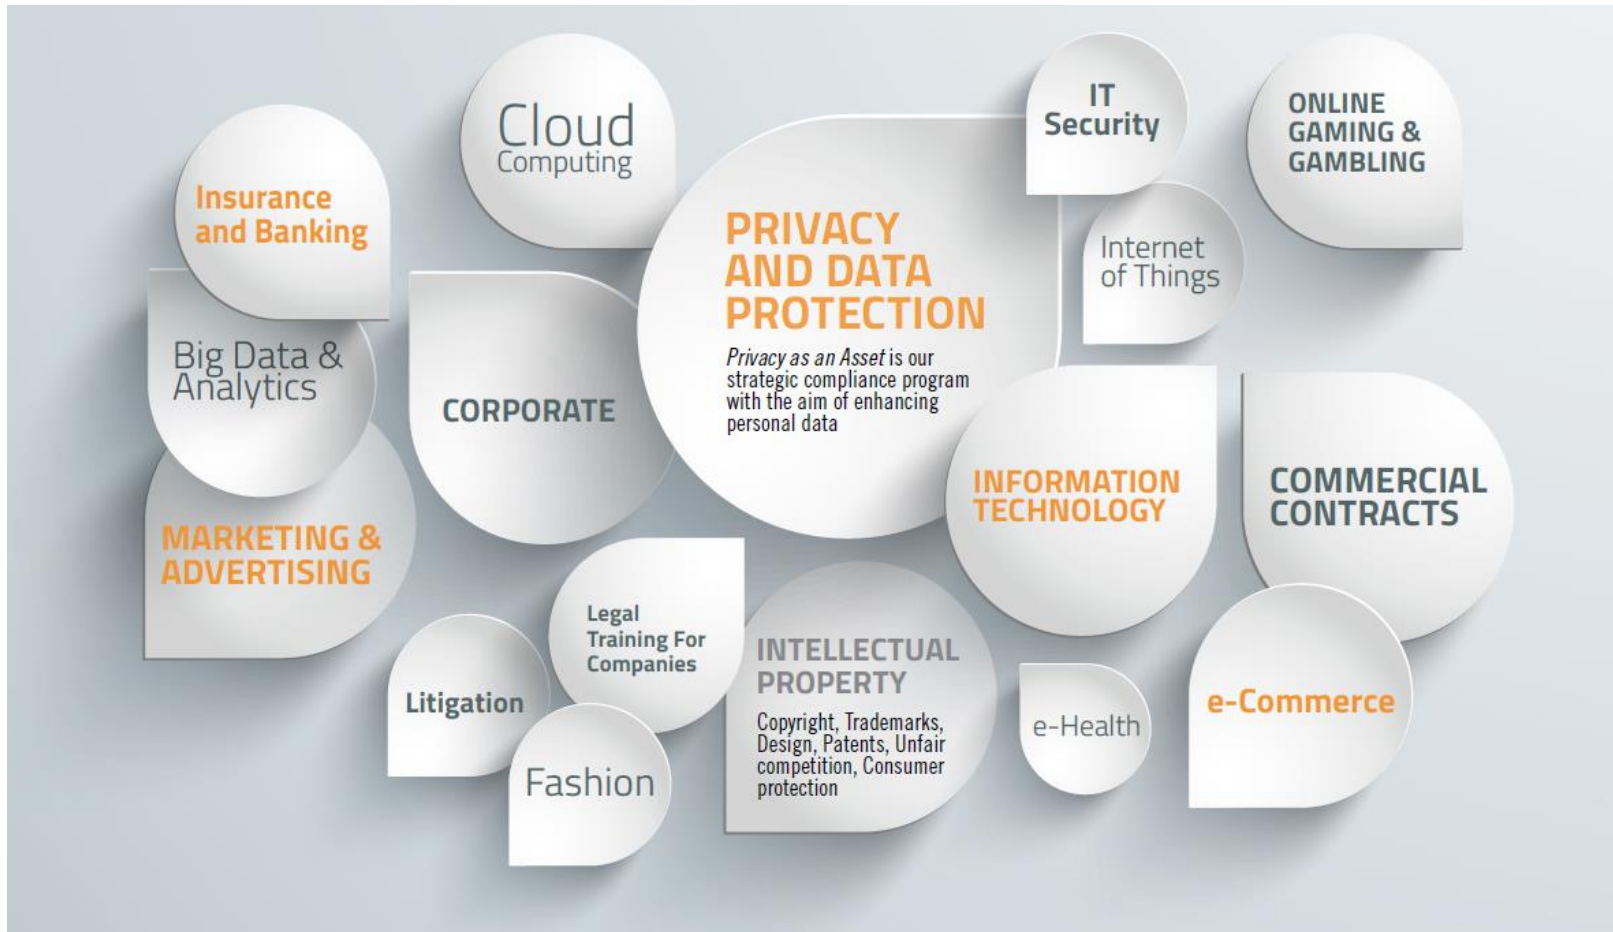 Cloud
Computing
IT
Security
ONLINE
GAMING &
GAMBLING
Insurance
and Banking
PRIVACY
AND DATA
PROTECTION
Privacy as an Asset is our
strategic compliance program
with the aim of enhancing
personal data
Internet
of Things
Big Data &
Analytics
CORPORATE
INFORMATION
TECHNOLOGY
COMMERCIAL
CONTRACTS
MARKETING &
ADVERTISING
Legal
Training For
Companies
INTELLECTUAL
PROPERTY
Copyright, Trademarks,
Design, Patents, Unfair
competition, Consumer
protection
Litigation
e-Health
e-Commerce
Fashion